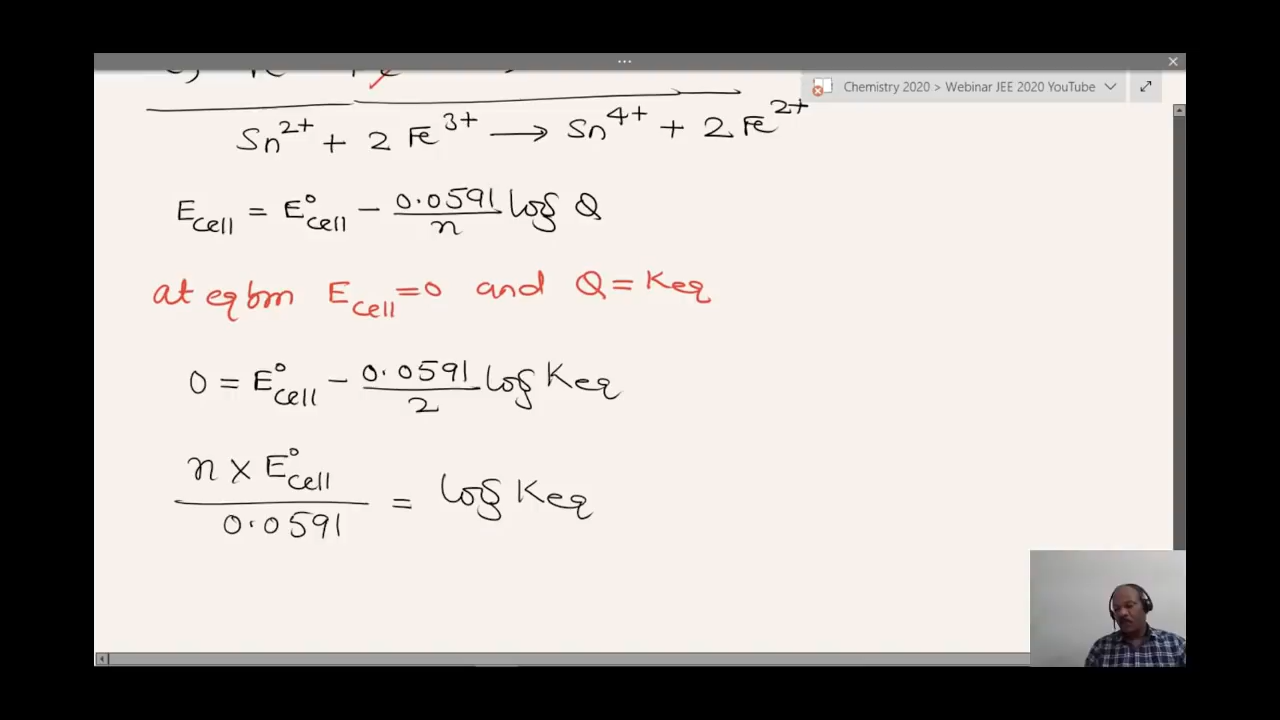 Chemistry 2020 > Webinar JEE 2020 YouTube
Sn²⁺ + 2 Fe³⁺ ⟶ Sn⁴⁺ + 2 Fe²⁺
E_cell = E°_cell − 0.0591/n log Q
at eqbm E_cell = 0 and Q = Keq
0 = E°_cell − 0.0591/2 log Keq
n × E°_cell / 0.0591 = log Keq